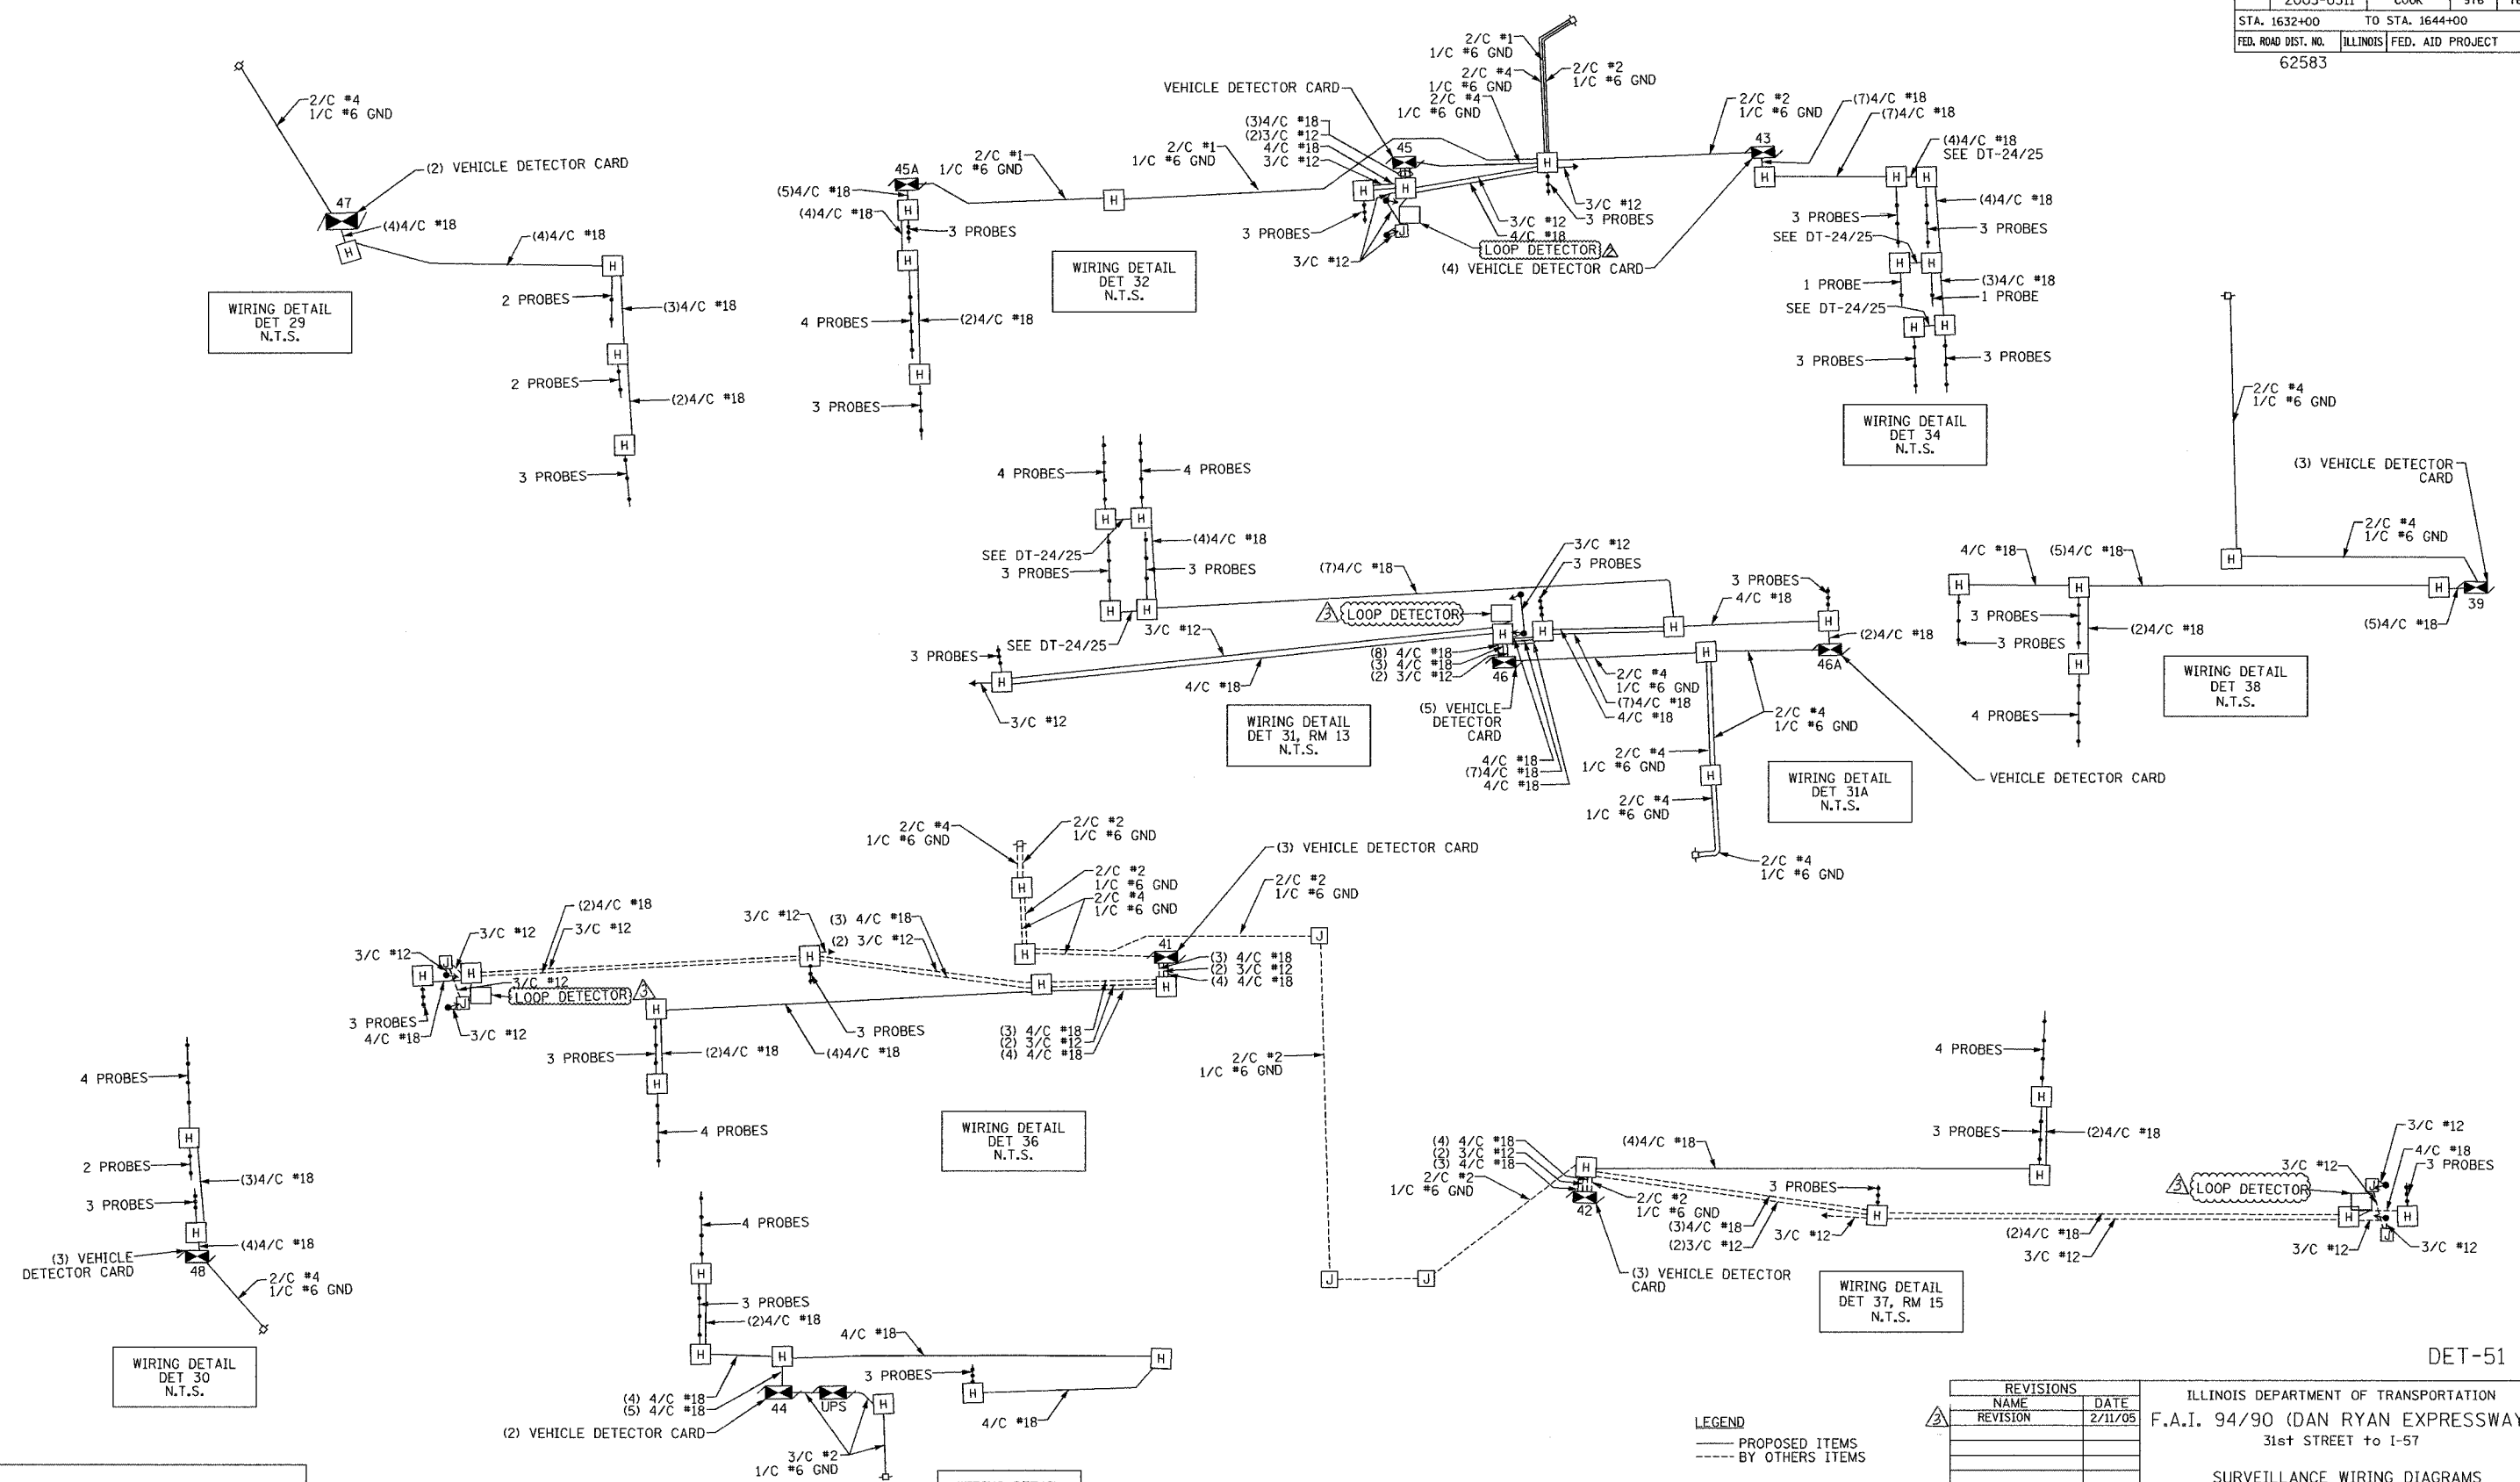 2005-031I COOK
STA. 1632+00 TO STA. 1644+00
FED. ROAD DIST. NO. ILLINOIS FED. AID PROJECT
62583
2/C #4
1/C #6 GND
(2) VEHICLE DETECTOR CARD
47
(4)4/C #18
(4)4/C #18
H
H
2 PROBES
(3)4/C #18
H
2 PROBES
(2)4/C #18
H
3 PROBES
WIRING DETAIL
DET 29
N.T.S.
45A
(5)4/C #18
H
(4)4/C #18
3 PROBES
H
4 PROBES
(2)4/C #18
H
3 PROBES
2/C #1
1/C #6 GND
H
2/C #1
1/C #6 GND
WIRING DETAIL
DET 32
N.T.S.
VEHICLE DETECTOR CARD
(3)4/C #18
(2)3/C #12
4/C #18
3/C #12
45
H
H
3 PROBES
J
3/C #12
2/C #1
1/C #6 GND
2/C #4
1/C #6 GND
2/C #4
1/C #6 GND
2/C #2
1/C #6 GND
H
3/C #12
3 PROBES
3/C #12
4/C #18
LOOP DETECTOR
(4) VEHICLE DETECTOR CARD
2/C #2
1/C #6 GND
43
(7)4/C #18
(7)4/C #18
H
H
H
(4)4/C #18
SEE DT-24/25
(4)4/C #18
3 PROBES
3 PROBES
SEE DT-24/25
H
H
(3)4/C #18
1 PROBE
1 PROBE
SEE DT-24/25
H
H
3 PROBES
3 PROBES
WIRING DETAIL
DET 34
N.T.S.
2/C #4
1/C #6 GND
(3) VEHICLE DETECTOR
CARD
2/C #4
1/C #6 GND
H
4/C #18
(5)4/C #18
H
H
H
39
(5)4/C #18
3 PROBES
3 PROBES
(2)4/C #18
H
4 PROBES
WIRING DETAIL
DET 38
N.T.S.
4 PROBES
4 PROBES
H
H
SEE DT-24/25
(4)4/C #18
3 PROBES
3 PROBES
H
H
SEE DT-24/25
(7)4/C #18
3/C #12
3 PROBES
3 LOOP DETECTOR
3/C #12
3 PROBES
H
3/C #12
4/C #18
H
H
H
H
3 PROBES
4/C #18
(2)4/C #18
46A
(8) 4/C #18
(3) 4/C #18
(2) 3/C #12
46
H
2/C #4
1/C #6 GND
(7)4/C #18
4/C #18
(5) VEHICLE
DETECTOR
CARD
4/C #18
(7)4/C #18
4/C #18
WIRING DETAIL
DET 31, RM 13
N.T.S.
2/C #4
1/C #6 GND
2/C #4
1/C #6 GND
H
2/C #4
1/C #6 GND
2/C #4
1/C #6 GND
WIRING DETAIL
DET 31A
N.T.S.
VEHICLE DETECTOR CARD
2/C #4
1/C #6 GND
2/C #2
1/C #6 GND
H
H
2/C #2
1/C #6 GND
2/C #4
1/C #6 GND
H
(3) VEHICLE DETECTOR CARD
2/C #2
1/C #6 GND
J
41
(3) 4/C #18
(2) 3/C #12
(4) 4/C #18
H
H
(2)4/C #18
3/C #12
3/C #12
3/C #12
J
H
H
3/C #12
J
LOOP DETECTOR 3
3 PROBES
4/C #18
3/C #12
3/C #12
H
(3) 4/C #18
(2) 3/C #12
3 PROBES
H
3 PROBES
(2)4/C #18
(4)4/C #18
H
4 PROBES
(3) 4/C #18
(2) 3/C #12
(4) 4/C #18
WIRING DETAIL
DET 36
N.T.S.
2/C #2
1/C #6 GND
J
J
4 PROBES
H
2 PROBES
(3)4/C #18
3 PROBES
H
(4)4/C #18
(3) VEHICLE
DETECTOR CARD
48
2/C #4
1/C #6 GND
WIRING DETAIL
DET 30
N.T.S.
4 PROBES
H
3 PROBES
(2)4/C #18
H
H
4/C #18
H
3 PROBES
H
4/C #18
(4) 4/C #18
(5) 4/C #18
44
UPS
H
(2) VEHICLE DETECTOR CARD
3/C #2
1/C #6 GND
(4) 4/C #18
(2) 3/C #12
(3) 4/C #18
2/C #2
1/C #6 GND
H
42
2/C #2
1/C #6 GND
(4)4/C #18
(3)4/C #18
(2)3/C #12
(3) VEHICLE DETECTOR
CARD
3 PROBES
H
3/C #12
4 PROBES
H
3 PROBES
(2)4/C #18
H
(2)4/C #18
3/C #12
3 LOOP DETECTOR
3/C #12
3/C #12
4/C #18
3 PROBES
J
H
H
J
3/C #12
3/C #12
WIRING DETAIL
DET 37, RM 15
N.T.S.
DET-51
LEGEND
PROPOSED ITEMS
BY OTHERS ITEMS
REVISIONS
NAME DATE
3 REVISION 2/11/05
ILLINOIS DEPARTMENT OF TRANSPORTATION
F.A.I. 94/90 (DAN RYAN EXPRESSWAY
31st STREET to I-57
SURVEILLANCE WIRING DIAGRAMS